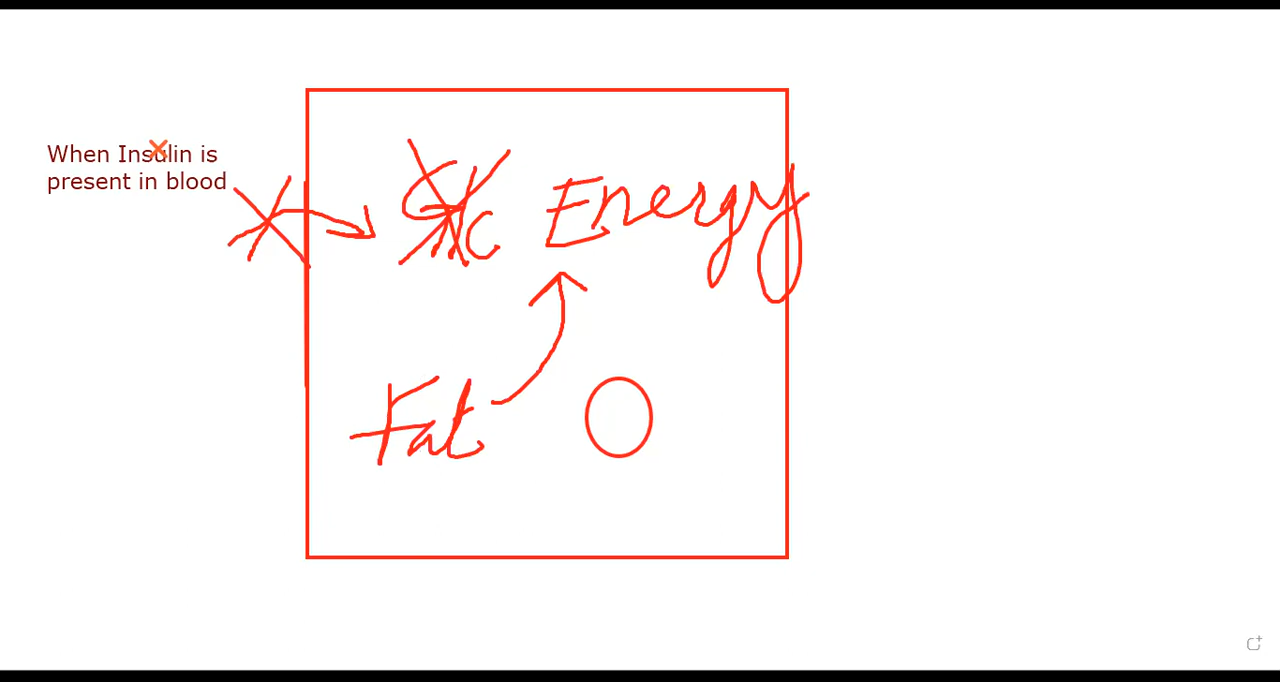 When Insulin is
present in blood
Energy
Fat